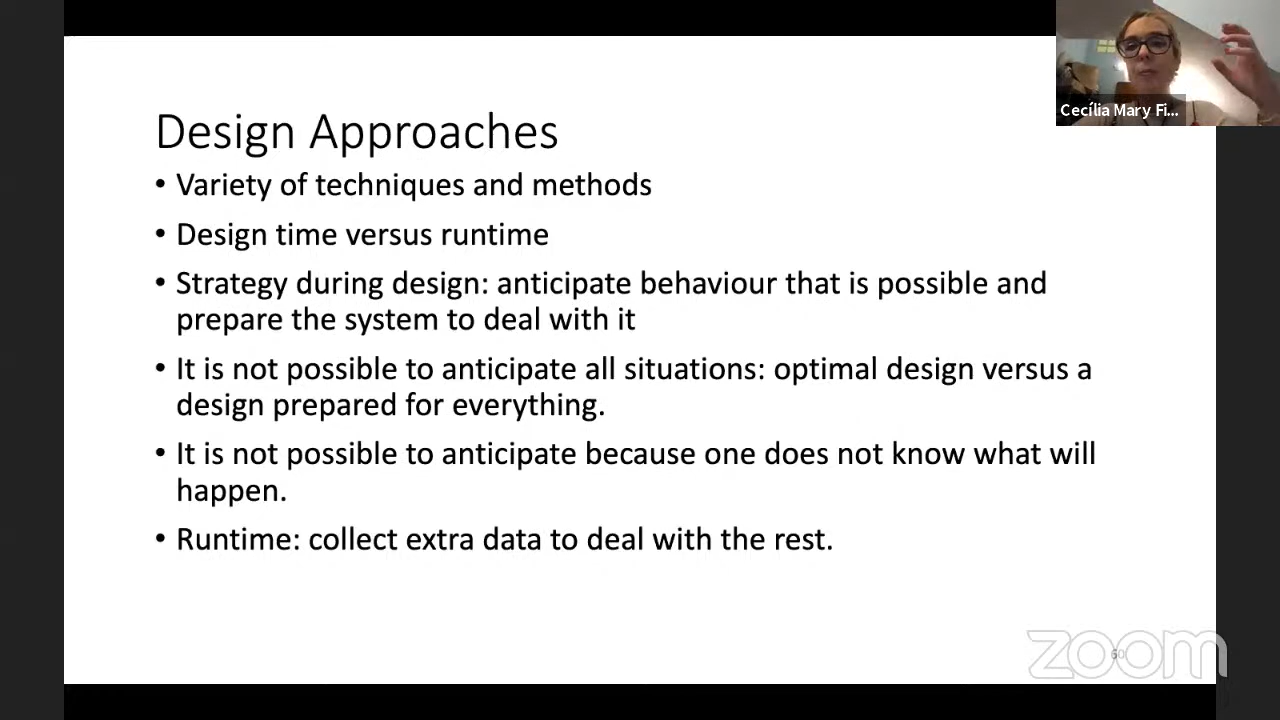 Cecília Mary Fi...
Design Approaches
• Variety of techniques and methods
• Design time versus runtime
• Strategy during design: anticipate behaviour that is possible and
prepare the system to deal with it
• It is not possible to anticipate all situations: optimal design versus a
design prepared for everything.
• It is not possible to anticipate because one does not know what will
happen.
• Runtime: collect extra data to deal with the rest.
60
zoom